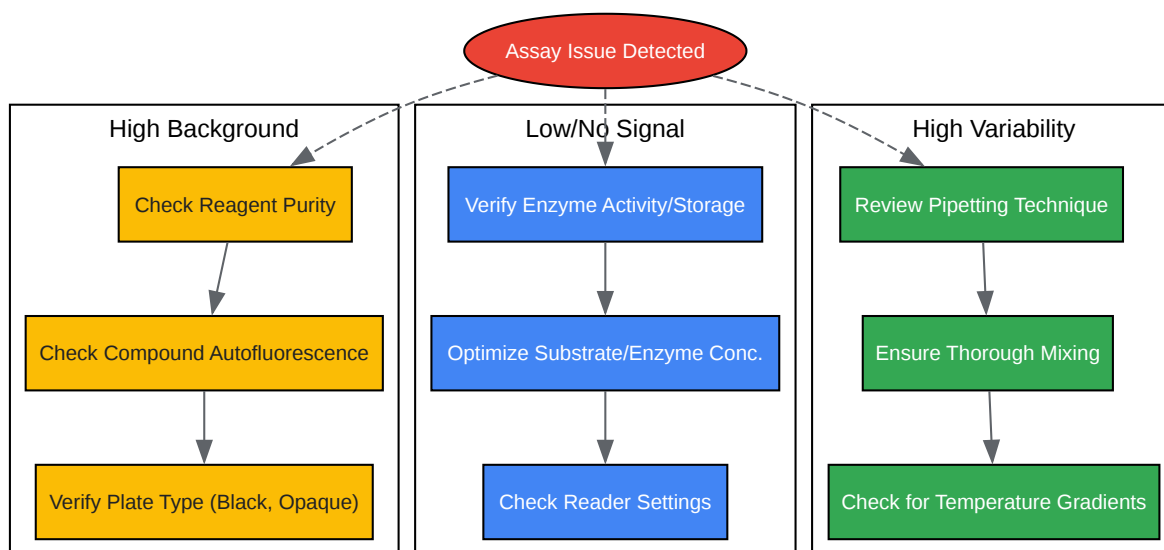 Assay Issue Detected
High Background
Check Reagent Purity
Check Compound Autofluorescence
Verify Plate Type (Black, Opaque)
Low/No Signal
Verify Enzyme Activity/Storage
Optimize Substrate/Enzyme Conc.
Check Reader Settings
High Variability
Review Pipetting Technique
Ensure Thorough Mixing
Check for Temperature Gradients